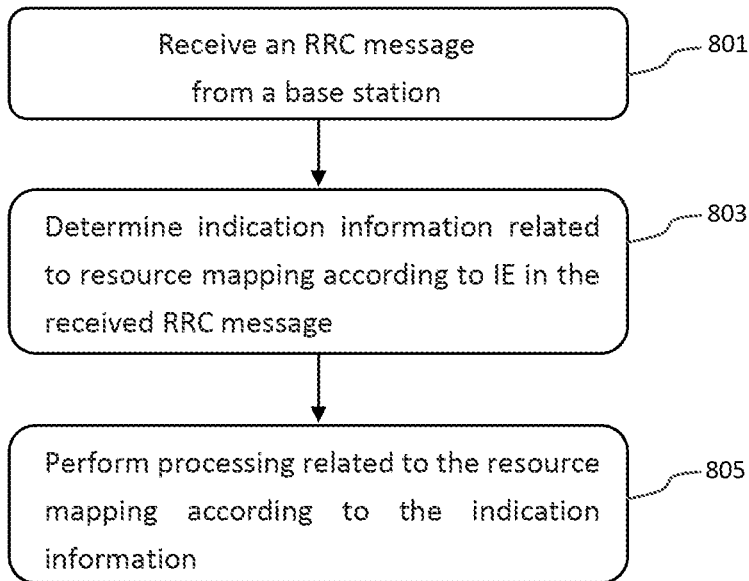 Receive an RRC message
from a base station
801
Determine indication information related
to resource mapping according to IE in the
received RRC message
803
Perform processing related to the resource
mapping according to the indication
information
805